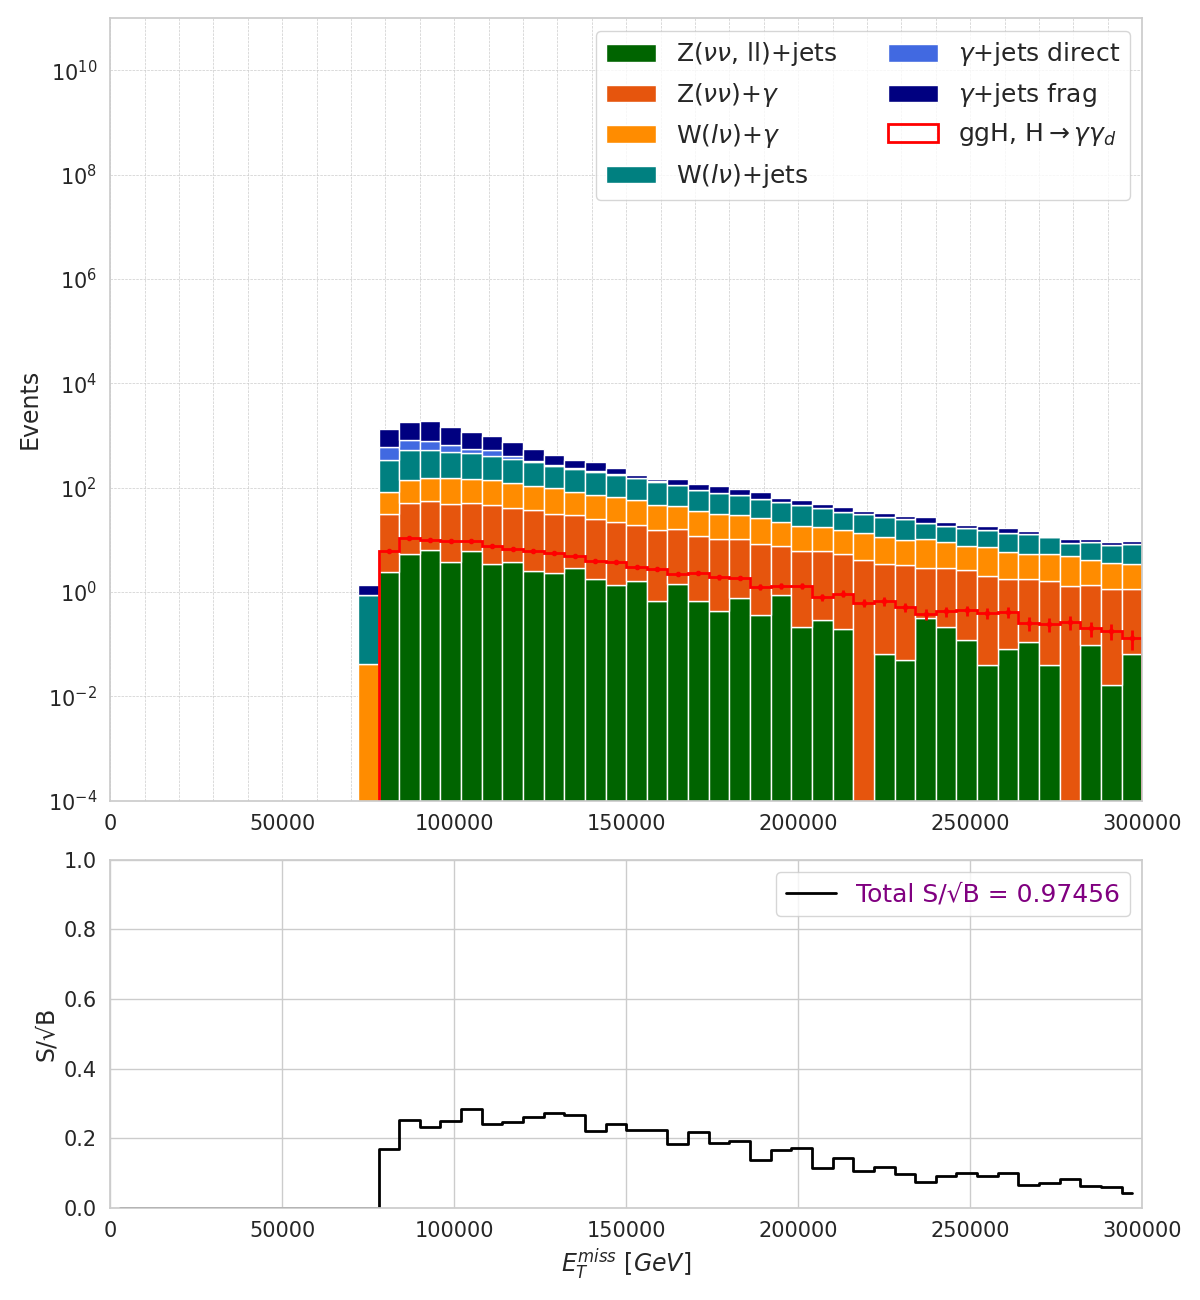 Z(νν, ll)+jets
Z(νν)+γ
W(lν)+γ
W(lν)+jets
γ+jets direct
γ+jets frag
ggH, H→γγ_d
Events
10^10
10^8
10^6
10^4
10^2
10^0
10^−2
10^−4
0 50000 100000 150000 200000 250000 300000
Total S/√B = 0.97456
S/√B
1.0
0.8
0.6
0.4
0.2
0.0
0 50000 100000 150000 200000 250000 300000
E_T^miss [GeV]